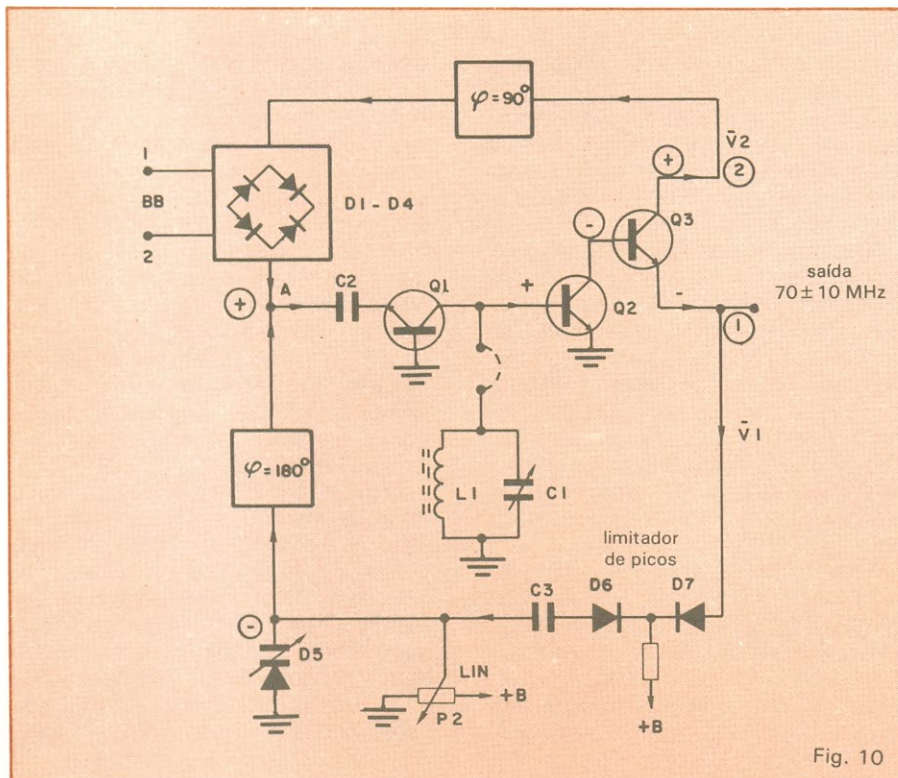 φ = 90°
V̄2
+
2
1
BB
2
D1 - D4
-
Q3
saída
70 ± 10 MHz
+
A
C2
Q1
+
Q2
-
1
φ = 180°
V̄1
L1
C1
limitador
de picos
C3
D6
D7
-
D5
LIN
+B
P2
+B
Fig. 10